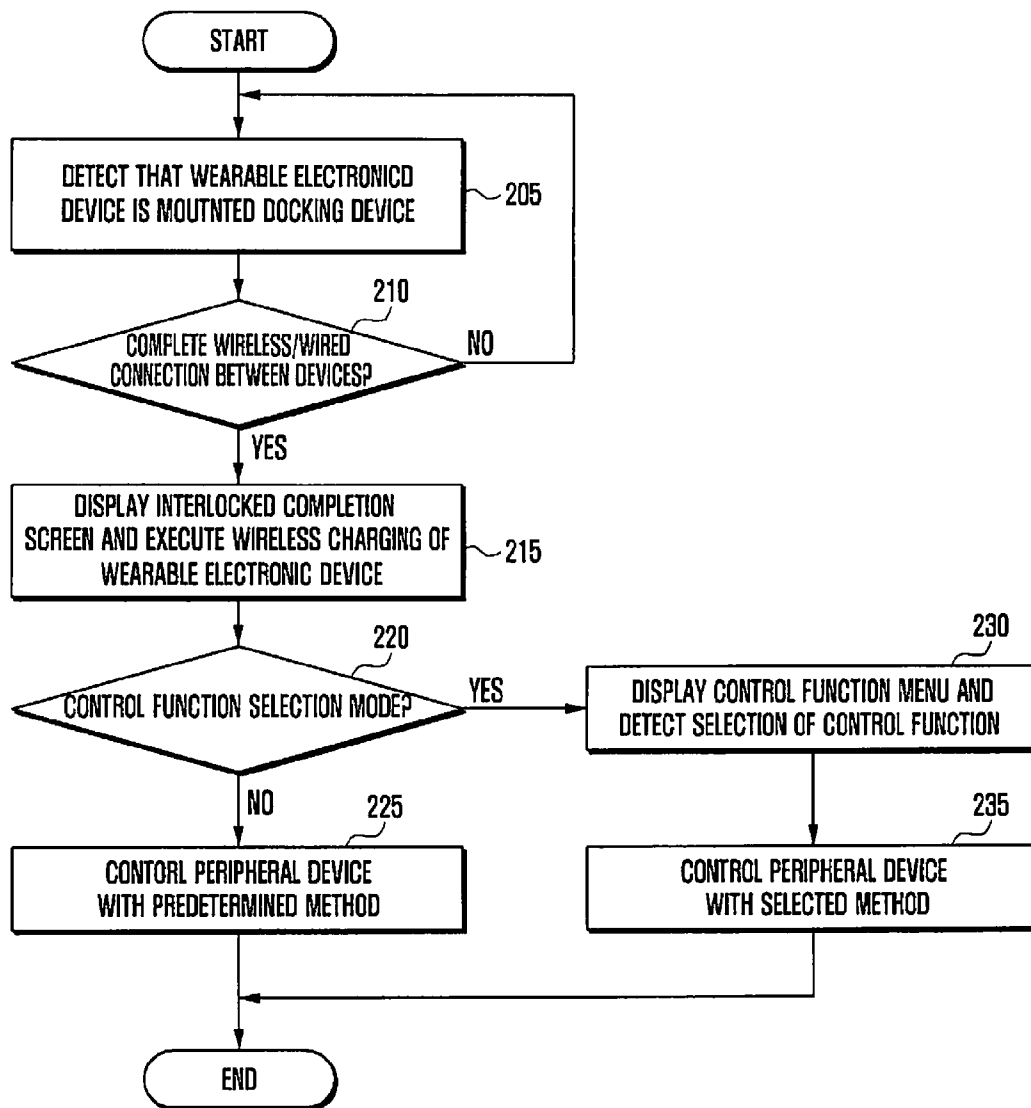 START
DETECT THAT WEARABLE ELECTRONICD
DEVICE IS MOUTNTED DOCKING DEVICE
205
210
COMPLETE WIRELESS/WIRED
CONNECTION BETWEEN DEVICES?
NO
YES
DISPLAY INTERLOCKED COMPLETION
SCREEN AND EXECUTE WIRELESS CHARGING OF
WEARABLE ELECTRONIC DEVICE
215
220
CONTROL FUNCTION SELECTION MODE?
YES
230
DISPLAY CONTROL FUNCTION MENU AND
DETECT SELECTION OF CONTROL FUNCTION
NO
225
CONTORL PERIPHERAL DEVICE
WITH PREDETERMINED METHOD
235
CONTROL PERIPHERAL DEVICE
WITH SELECTED METHOD
END